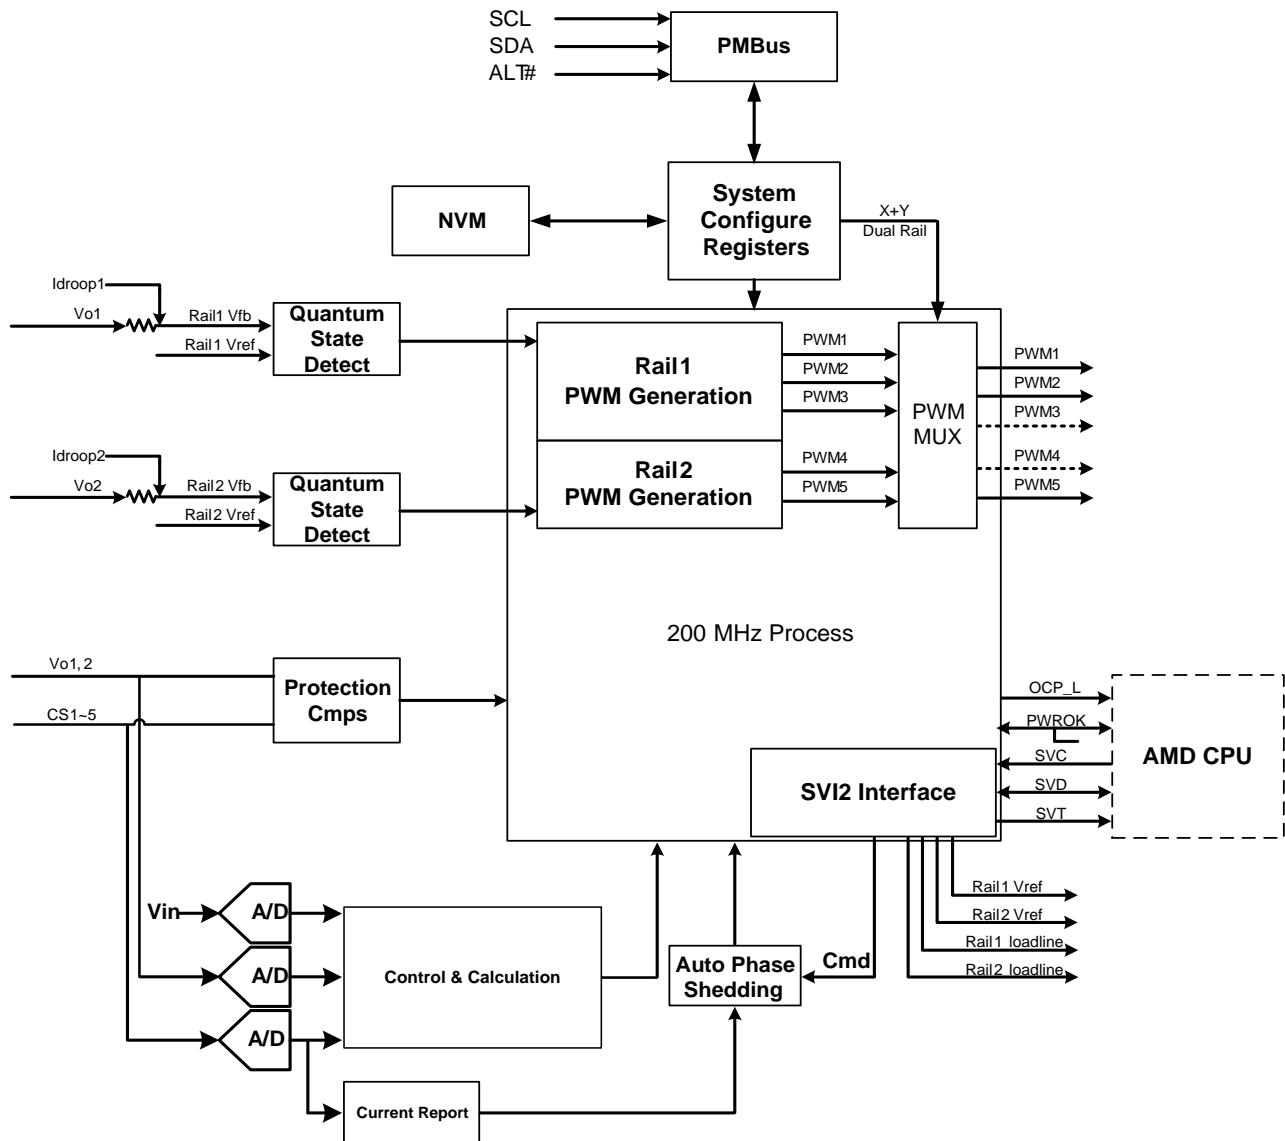 SCL
SDA
ALT#
PMBus
System
Configure
Registers
NVM
X+Y
Dual Rail
Idroop1
Vo1
Rail1 Vfb
Rail1 Vref
Quantum
State
Detect
Rail1
PWM Generation
PWM1
PWM2
PWM3
PWM
MUX
PWM1
PWM2
PWM3
Idroop2
Vo2
Rail2 Vfb
Rail2 Vref
Quantum
State
Detect
Rail2
PWM Generation
PWM4
PWM5
PWM4
PWM5
200 MHz Process
Vo1, 2
CS1~5
Protection
Cmps
OCP_L
PWROK
SVC
SVD
SVT
AMD CPU
SVI2 Interface
Rail1 Vref
Rail2 Vref
Rail1 loadline
Rail2 loadline
Vin
A/D
A/D
A/D
Control & Calculation
Auto Phase
Shedding
Cmd
Current Report